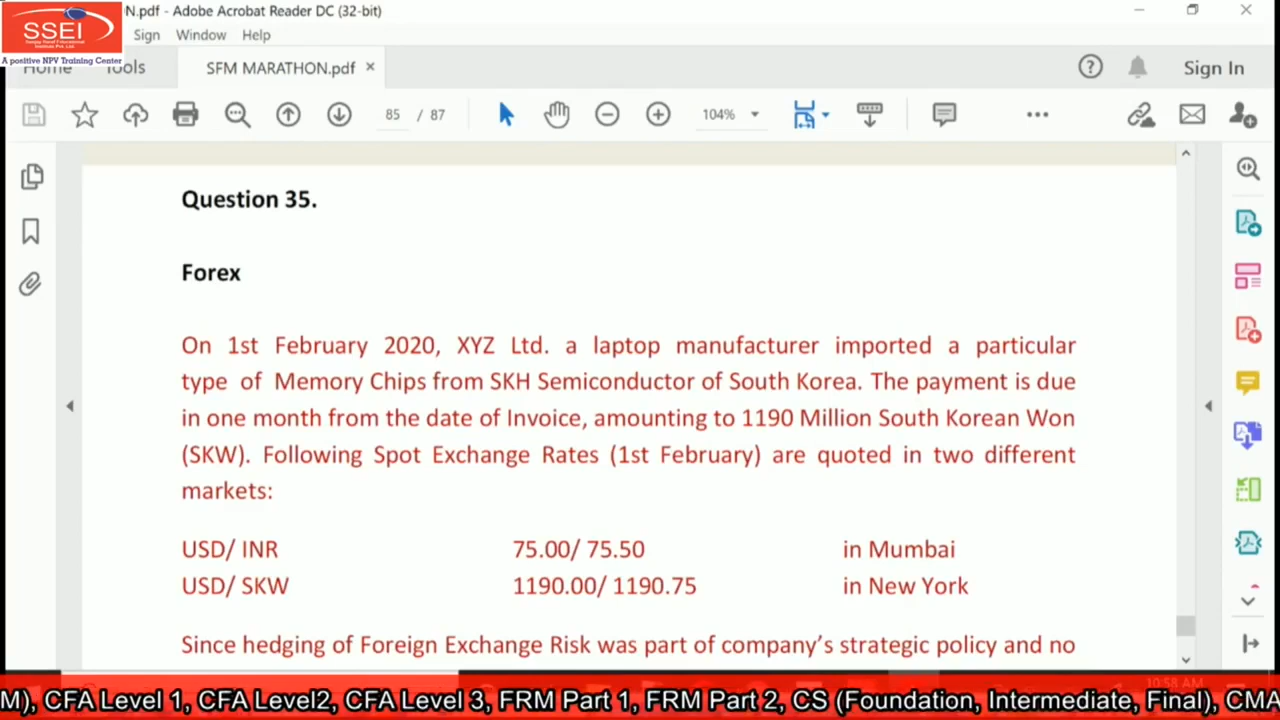 N.pdf - Adobe Acrobat Reader DC (32-bit)
SSEI
A positive NPV Training Center
Sign Window Help
Home Tools SFM MARATHON.pdf × Sign In
85 / 87 104%
Question 35.
Forex
On 1st February 2020, XYZ Ltd. a laptop manufacturer imported a particular
type of Memory Chips from SKH Semiconductor of South Korea. The payment is due
in one month from the date of Invoice, amounting to 1190 Million South Korean Won
(SKW). Following Spot Exchange Rates (1st February) are quoted in two different
markets:
USD/ INR 75.00/ 75.50 in Mumbai
USD/ SKW 1190.00/ 1190.75 in New York
Since hedging of Foreign Exchange Risk was part of company's strategic policy and no
10:58 AM
M), CFA Level 1, CFA Level2, CFA Level 3, FRM Part 1, FRM Part 2, CS (Foundation, Intermediate, Final), CMA